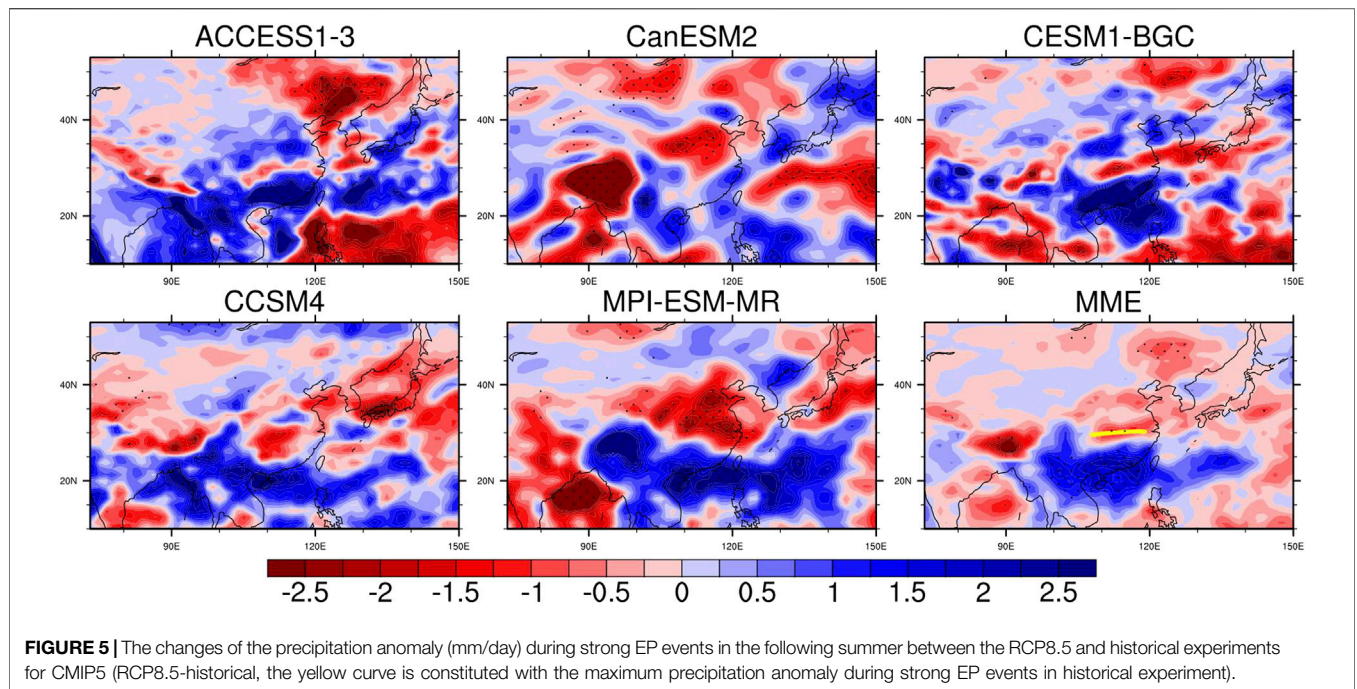 ACCESS1-3 CanESM2 CESM1-BGC
40N 40N 40N
20N 20N 20N
90E 120E 150E 90E 120E 150E 90E 120E 150E
CCSM4 MPI-ESM-MR MME
40N 40N 40N
20N 20N 20N
90E 120E 150E 90E 120E 150E 90E 120E 150E
-2.5 -2 -1.5 -1 -0.5 0 0.5 1 1.5 2 2.5
FIGURE 5 | The changes of the precipitation anomaly (mm/day) during strong EP events in the following summer between the RCP8.5 and historical experiments
for CMIP5 (RCP8.5-historical, the yellow curve is constituted with the maximum precipitation anomaly during strong EP events in historical experiment).